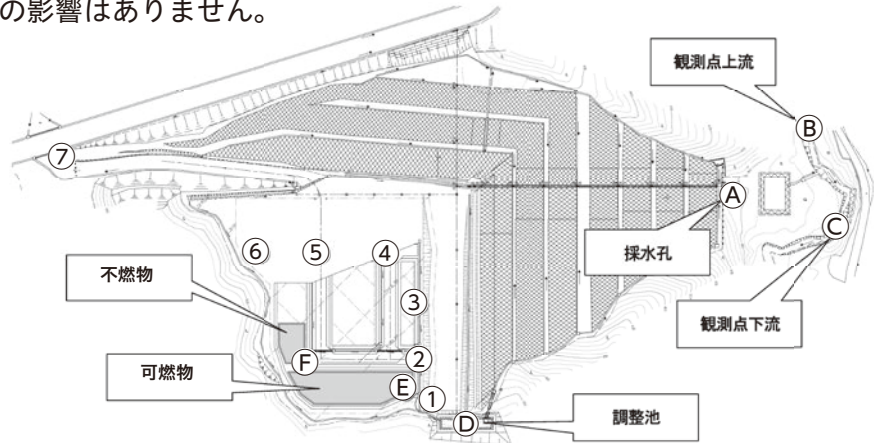 の影響はありません。
観測点上流
B
⑦
A
C
採水孔
⑥
⑤
④
不燃物
③
観測点下流
F
②
可燃物
E
①
D
調整池